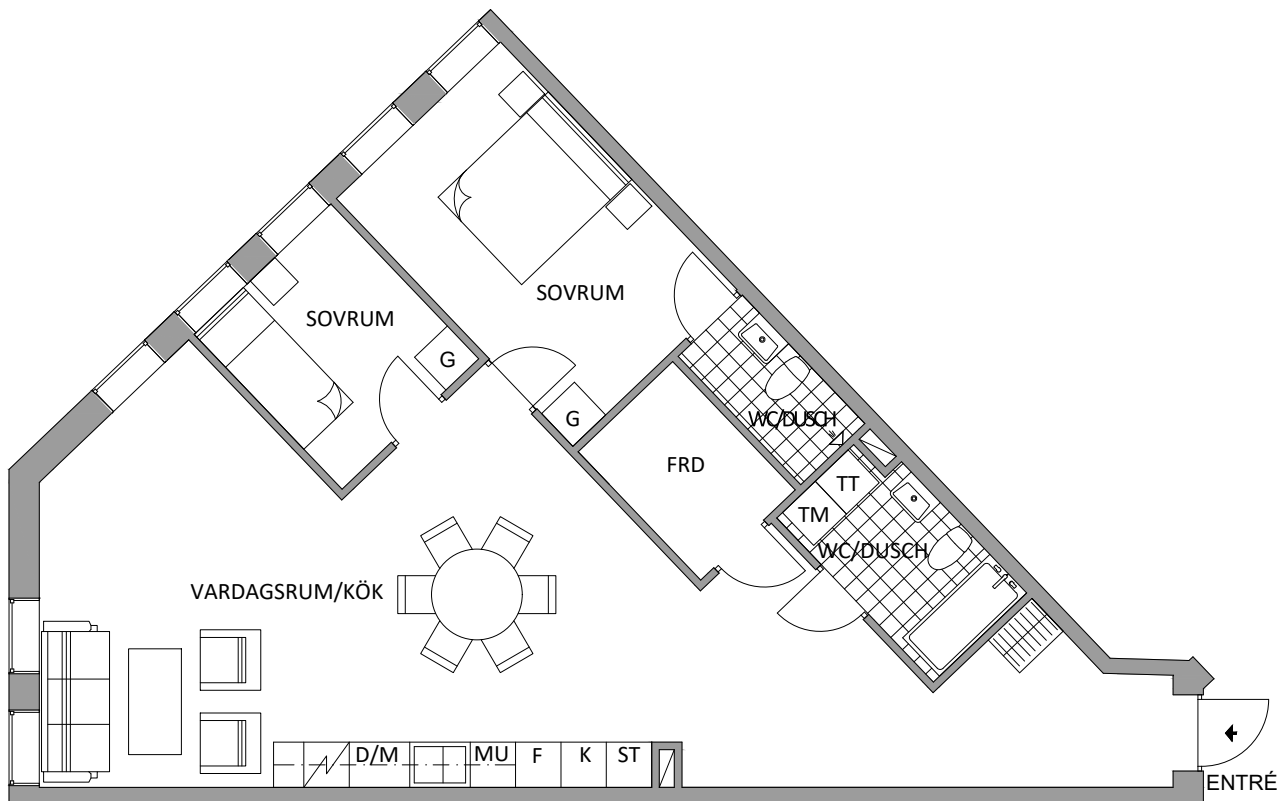 SOVRUM
SOVRUM
G
G
WC/DUSCH
FRD
TT
TM
WC/DUSCH
VARDAGSRUM/KÖK
D/M
MU
F
K
ST
ENTRÉ